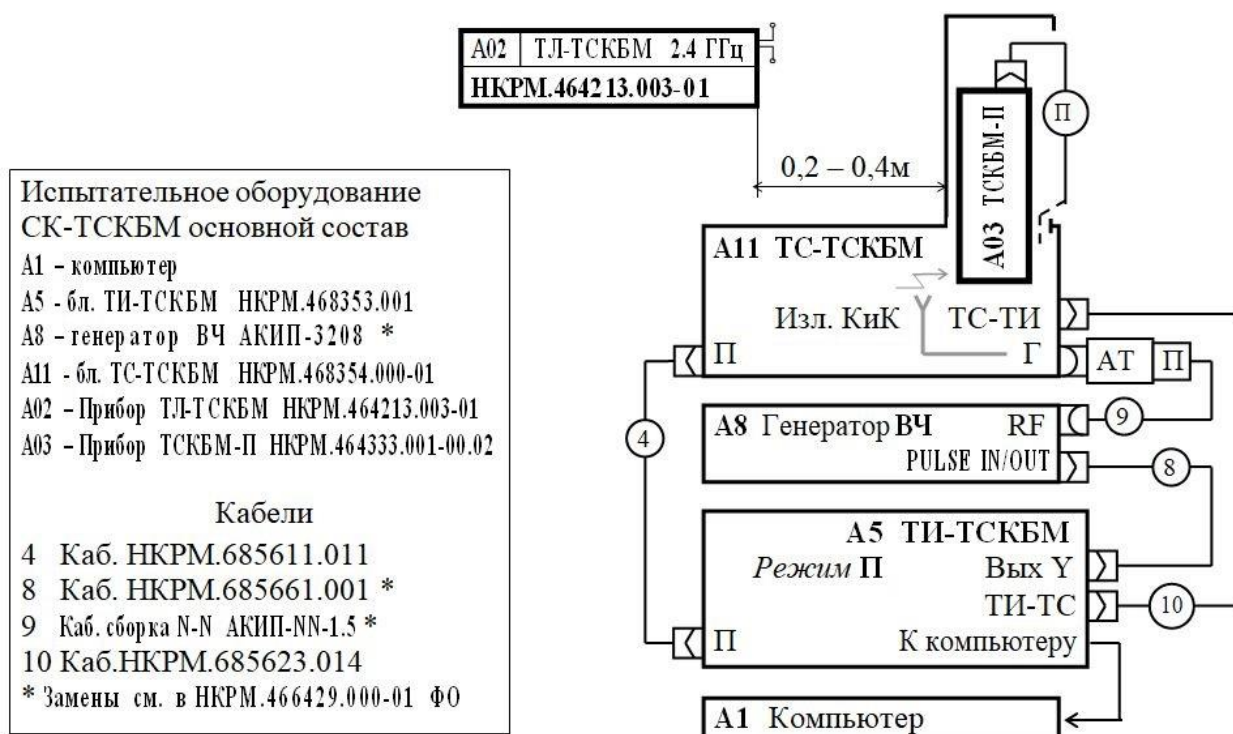 А02 ТЛ-ТСКБМ 2.4 ГГц
НКРМ.464213.003-01
П
А03 ТСКБМ-П
0,2 – 0,4м
Испытательное оборудование
СК-ТСКБМ основной состав
А1 – компьютер
А5 - бл. ТИ-ТСКБМ НКРМ.468353.001
А8 – генератор ВЧ АКИП-3208 *
А11 - бл. ТС-ТСКБМ НКРМ.468354.000-01
А02 – Прибор ТЛ-ТСКБМ НКРМ.464213.003-01
А03 – Прибор ТСКБМ-П НКРМ.464333.001-00.02
Кабели
4 Каб. НКРМ.685611.011
8 Каб. НКРМ.685661.001 *
9 Каб. сборка N-N АКИП-NN-1.5 *
10 Каб.НКРМ.685623.014
* Замены см. в НКРМ.466429.000-01 ФО
А11 ТС-ТСКБМ
Изл. КиК ТС-ТИ
П Г АТ П
4
А8 Генератор ВЧ RF 9
PULSE IN/OUT 8
А5 ТИ-ТСКБМ
Режим П Вых Y
ТИ-ТС 10
П К компьютеру
А1 Компьютер